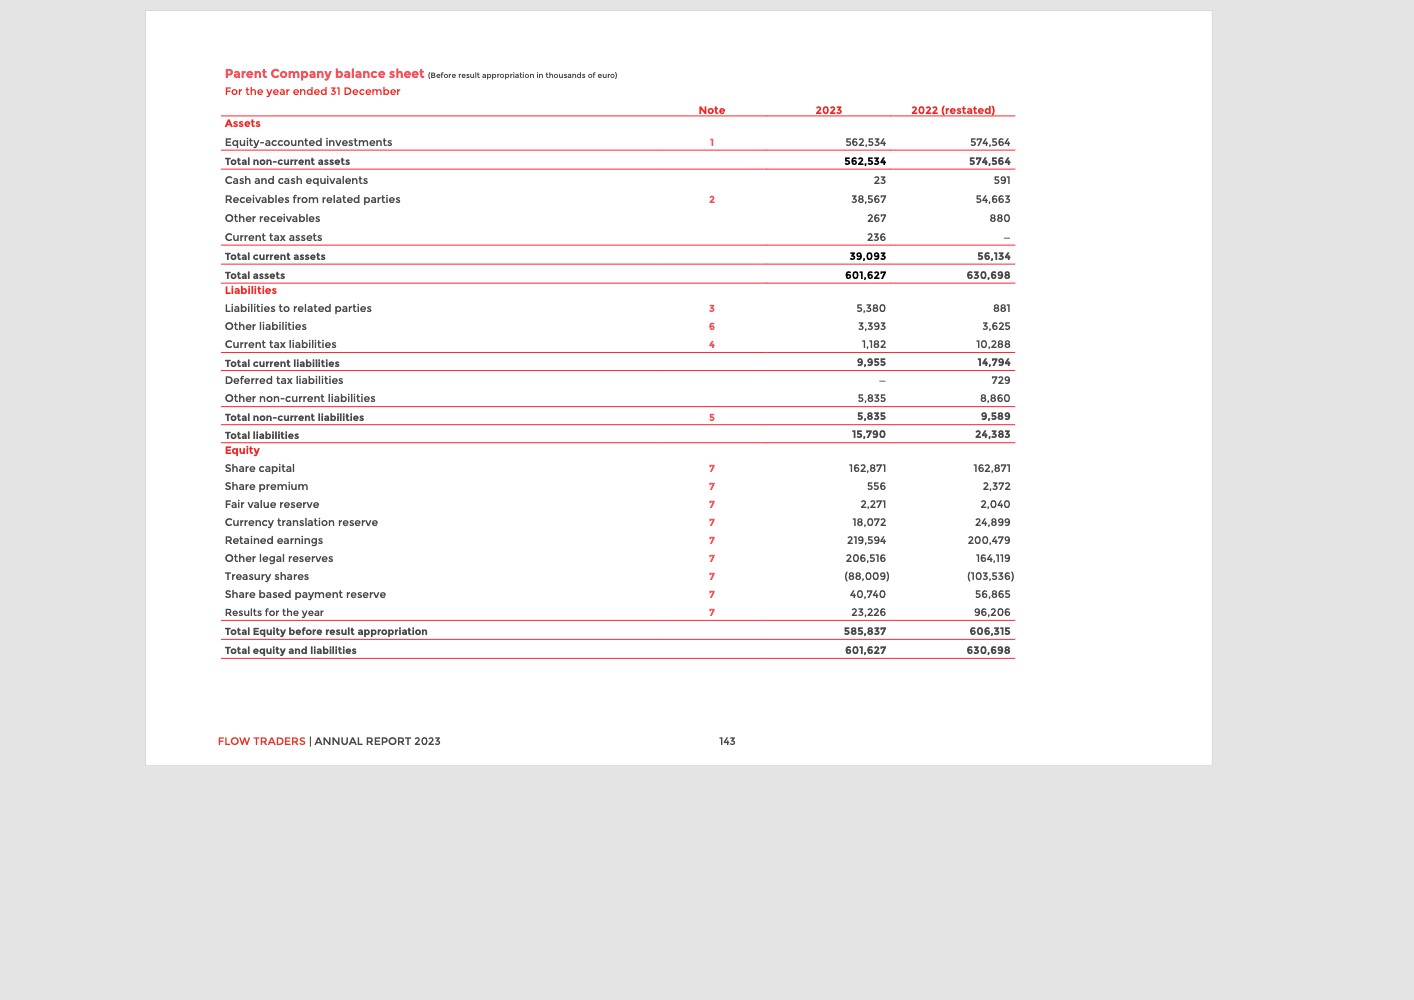 Parent Company balance sheet (Before result appropriation in thousands of euro)
For the year ended 31 December
Note 2023 2022 (restated)
Assets
Equity-accounted investments 1 562,534 574,564
Total non-current assets 562,534 574,564
Cash and cash equivalents 23 591
Receivables from related parties 2 38,567 54,663
Other receivables 267 880
Current tax assets 236 –
Total current assets 39,093 56,134
Total assets 601,627 630,698
Liabilities
Liabilities to related parties 3 5,380 881
Other liabilities 6 3,393 3,625
Current tax liabilities 4 1,182 10,288
Total current liabilities 9,955 14,794
Deferred tax liabilities – 729
Other non-current liabilities 5,835 8,860
Total non-current liabilities 5 5,835 9,589
Total liabilities 15,790 24,383
Equity
Share capital 7 162,871 162,871
Share premium 7 556 2,372
Fair value reserve 7 2,271 2,040
Currency translation reserve 7 18,072 24,899
Retained earnings 7 219,594 200,479
Other legal reserves 7 206,516 164,119
Treasury shares 7 (88,009) (103,536)
Share based payment reserve 7 40,740 56,865
Results for the year 7 23,226 96,206
Total Equity before result appropriation 585,837 606,315
Total equity and liabilities 601,627 630,698
FLOW TRADERS | ANNUAL REPORT 2023 143